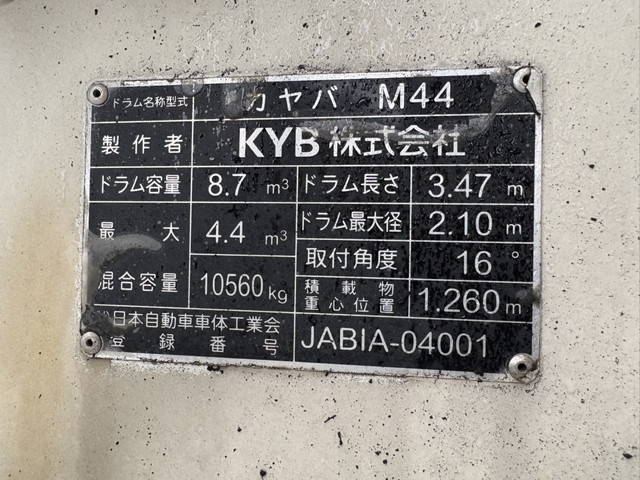 ドラム名称型式 カヤバ M44
製作者 KYB株式会社
ドラム容量 8.7 m³ ドラム長さ 3.47 m
最大 4.4 m³ ドラム最大径 2.10 m
取付角度 16°
混合容量 10560kg 積載物
重心位置 1.260m
日本自動車車体工業会
登録番号 JABIA-04001